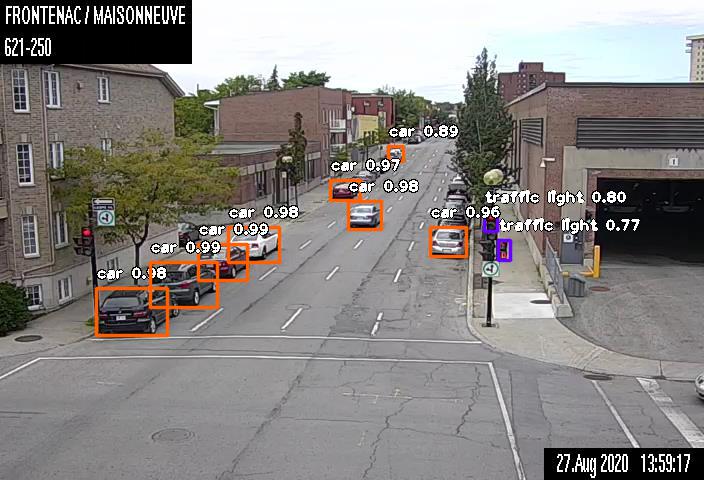 FRONTENAC / MAISONNEUVE
621-250
car 0.89
car 0.97
car 0.98
traffic light 0.80
car 0.98
car 0.96
traffic light 0.77
car 0.99
car 0.99
car 0.98
27.Aug 2020 13:59:17